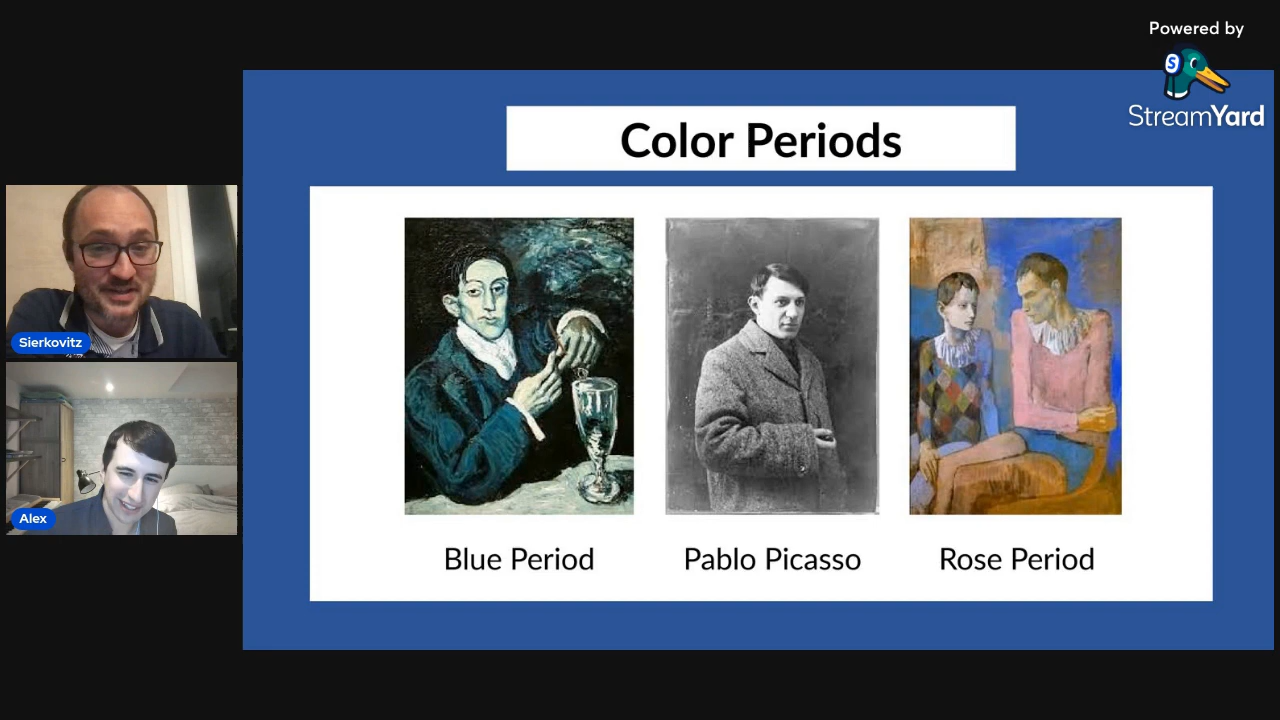 Powered by
StreamYard
Color Periods
Sierkovitz
Alex
Blue Period
Pablo Picasso
Rose Period